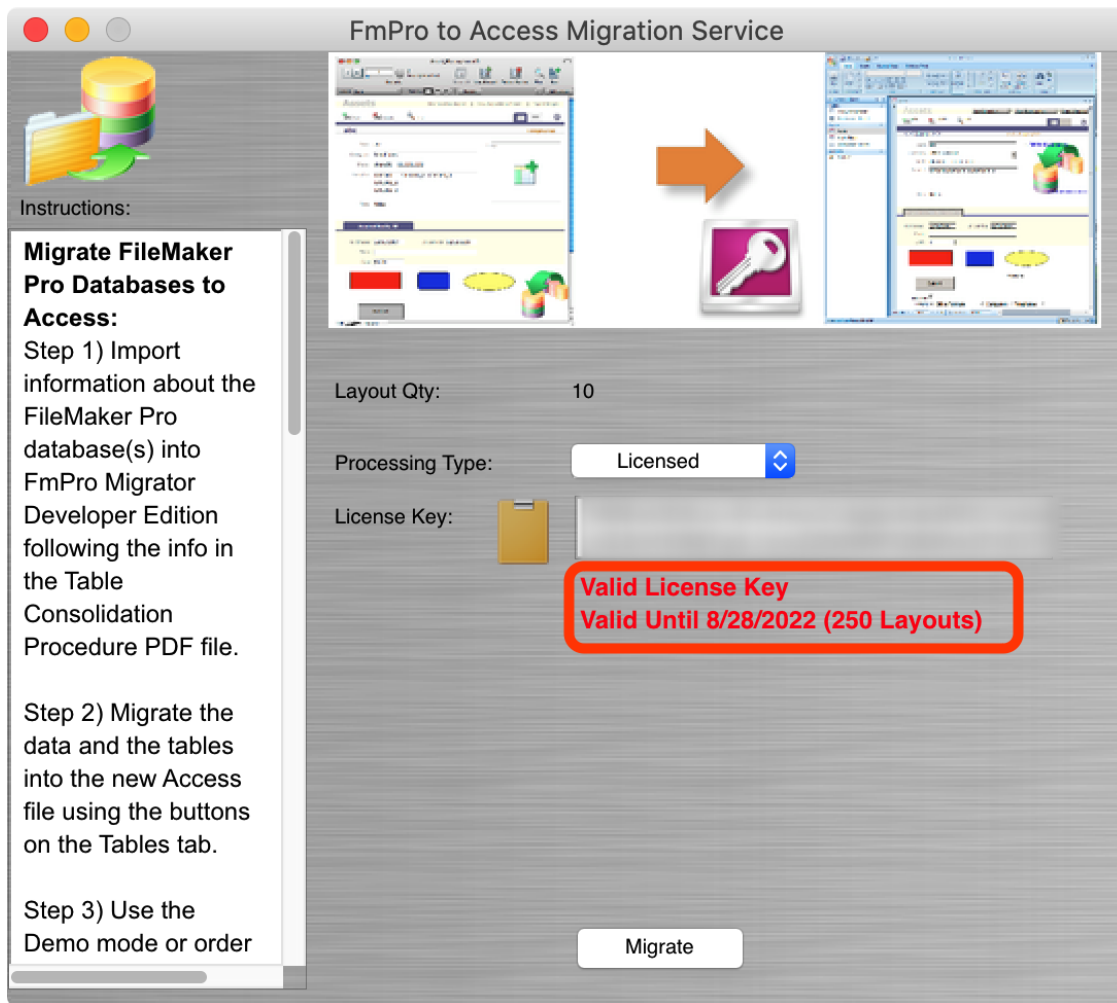 FmPro to Access Migration Service
Assets
Assets
Instructions:
Migrate FileMaker
Pro Databases to
Access:
Step 1) Import
information about the
FileMaker Pro
database(s) into
FmPro Migrator
Developer Edition
following the info in
the Table
Consolidation
Procedure PDF file.
Step 2) Migrate the
data and the tables
into the new Access
file using the buttons
on the Tables tab.
Step 3) Use the
Demo mode or order
Layout Qty: 10
Processing Type: Licensed
License Key:
Valid License Key
Valid Until 8/28/2022 (250 Layouts)
Migrate